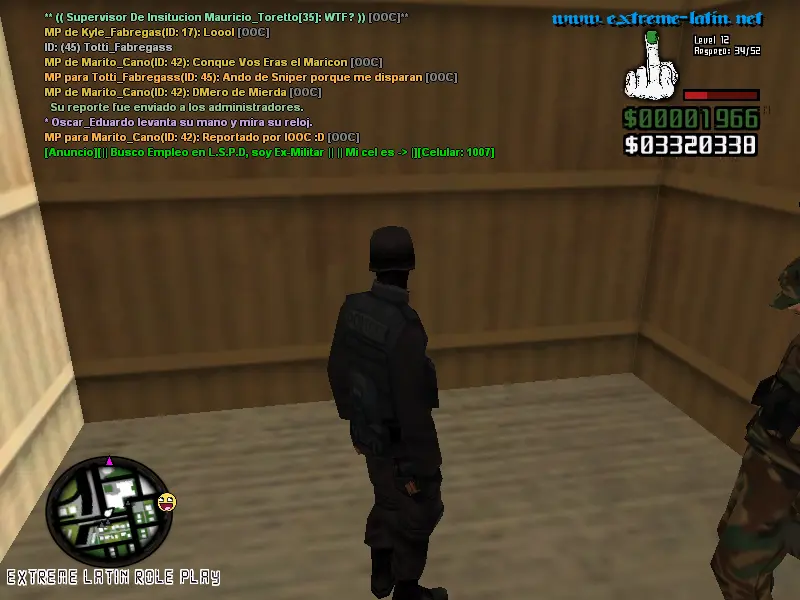 ** (( Supervisor De Insitucion Mauricio_Toretto[35]: WTF? )) [OOC]**
MP de Kyle_Fabregas(ID: 17): Loool [OOC]
ID: (45) Totti_Fabregass
MP de Marito_Cano(ID: 42): Conque Vos Eras el Maricon [OOC]
MP para Totti_Fabregass(ID: 45): Ando de Sniper porque me disparan [OOC]
MP de Marito_Cano(ID: 42): DMero de Mierda [OOC]
Su reporte fue enviado a los administradores.
* Oscar_Eduardo levanta su mano y mira su reloj.
MP para Marito_Cano(ID: 42): Reportado por IOOC :D [OOC]
[Anuncio][|| Busco Empleo en L.S.P.D, soy Ex-Militar || || Mi cel es -> |][Celular: 1007]
www.extreme-latin.net
Level 12
Respeto: 34/52
$00001966
$03320338
EXTREME LATIN ROLE PLAY